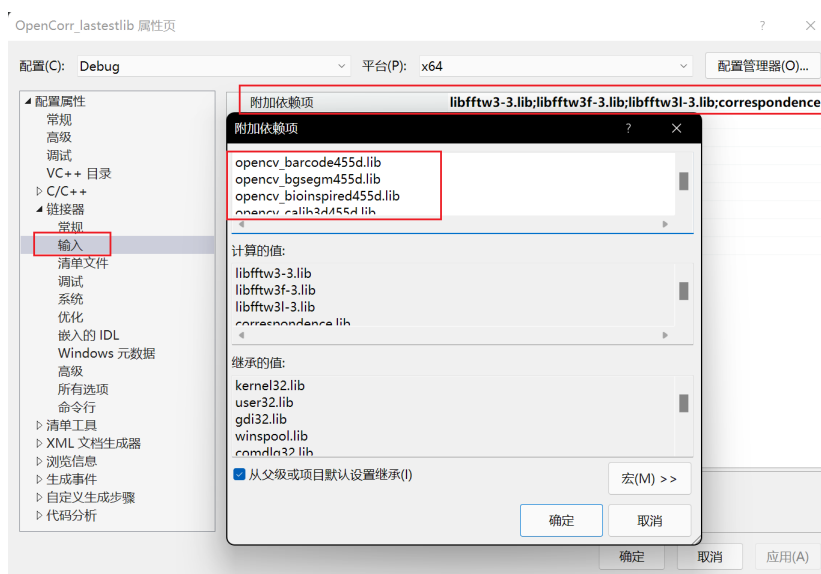 OpenCorr_lastestlib 属性页 ? ×
配置(C): Debug 平台(P): x64 配置管理器(O)...
配置属性
常规
高级
调试
VC++ 目录
C/C++
链接器
常规
输入
清单文件
调试
系统
优化
嵌入的 IDL
Windows 元数据
高级
所有选项
命令行
清单工具
XML 文档生成器
浏览信息
生成事件
自定义生成步骤
代码分析
附加依赖项 libfftw3-3.lib;libfftw3f-3.lib;libfftw3l-3.lib;correspondence
附加依赖项 ? ×
opencv_barcode455d.lib
opencv_bgsegm455d.lib
opencv_bioinspired455d.lib
opencv_calib3d455d.lib
计算的值:
libfftw3-3.lib
libfftw3f-3.lib
libfftw3l-3.lib
correspondence.lib
继承的值:
kernel32.lib
user32.lib
gdi32.lib
winspool.lib
comdlg32.lib
从父级或项目默认设置继承(I)
宏(M) >>
确定 取消
确定 取消 应用(A)